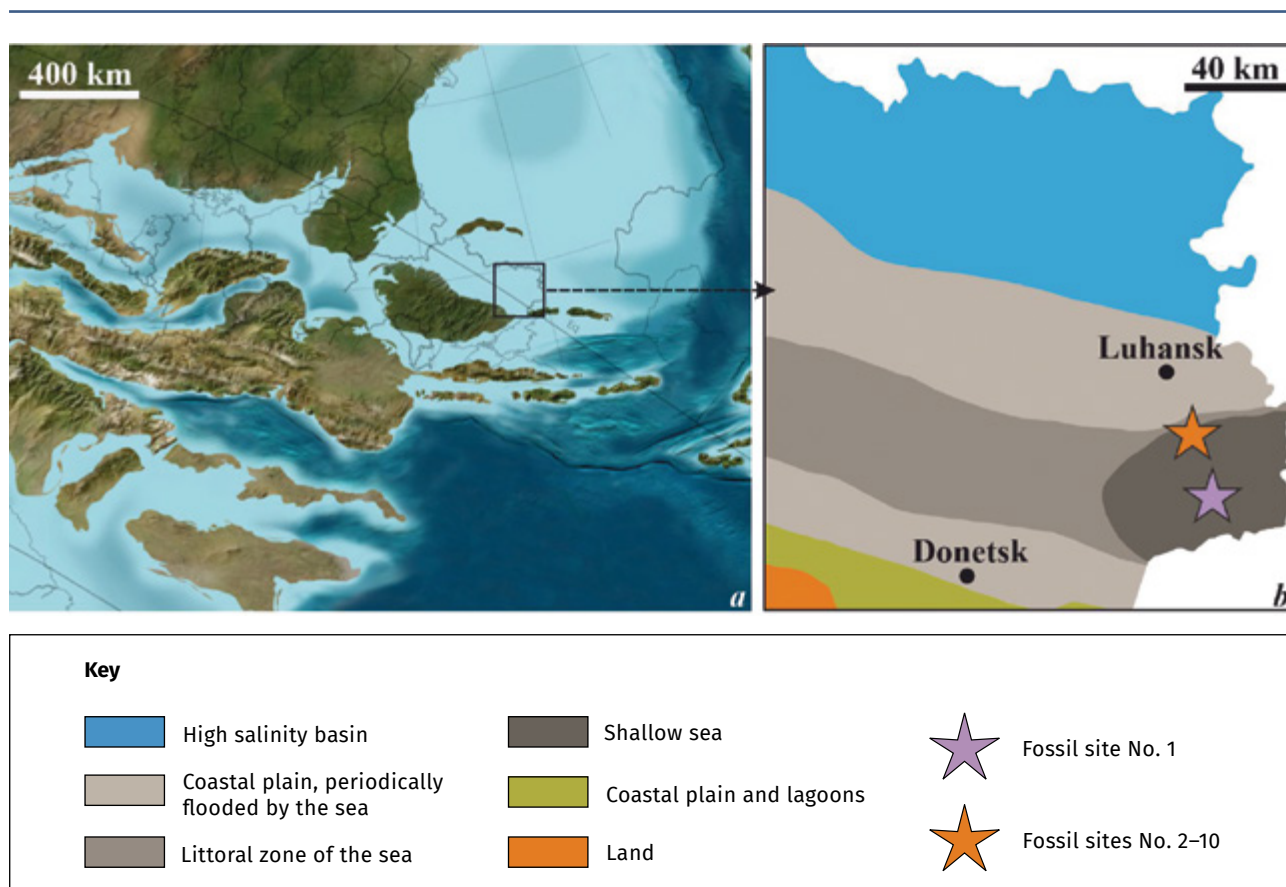 400 km
a
40 km
Luhansk
Donetsk
b
Key
High salinity basin
Coastal plain, periodically
flooded by the sea
Littoral zone of the sea
Shallow sea
Coastal plain and lagoons
Land
Fossil site No. 1
Fossil sites No. 2–10